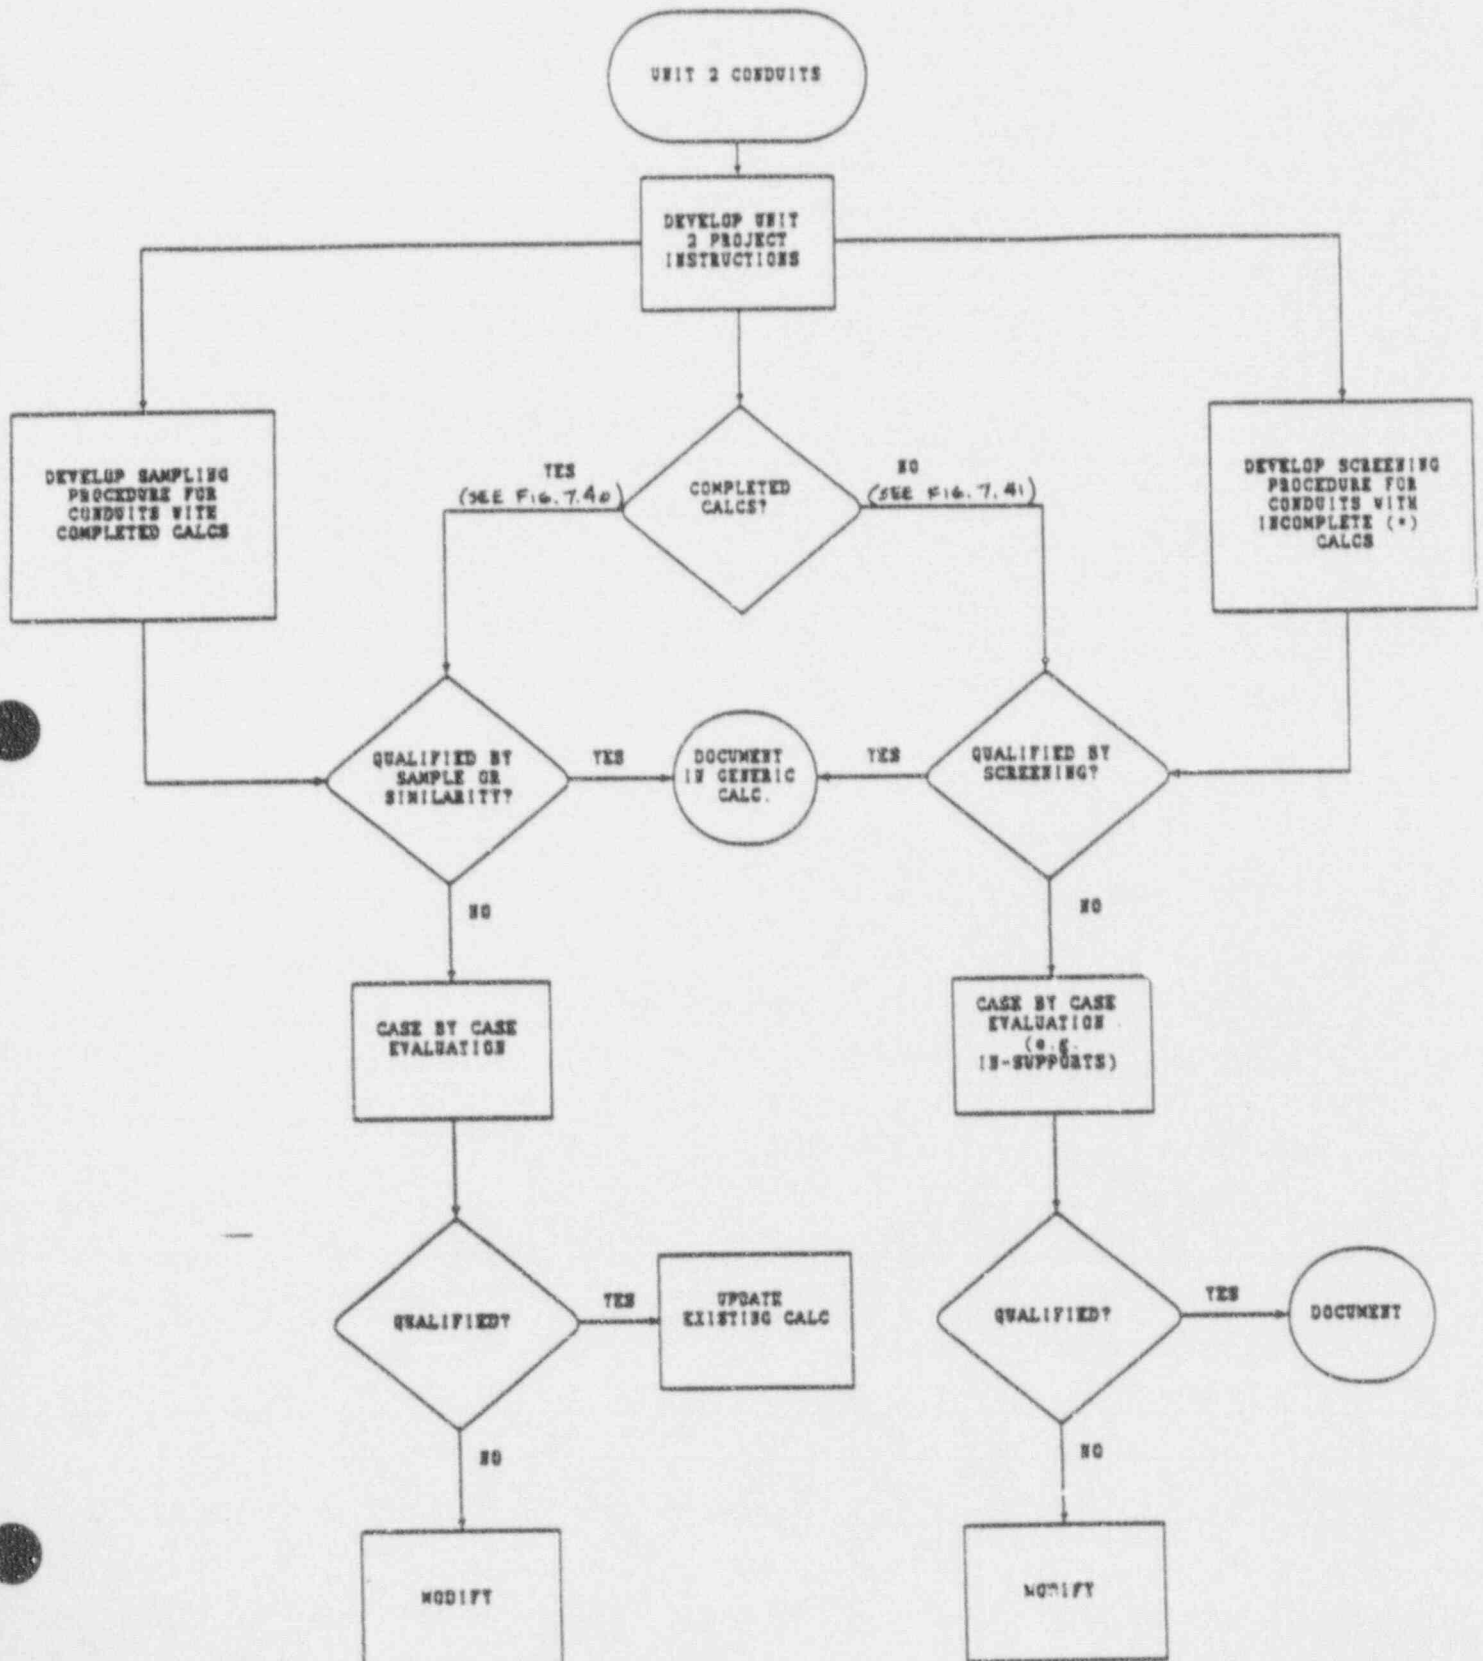 UNIT 2 CONDUITS
DEVELOP UNIT
2 PROJECT
INSTRUCTIONS
DEVELOP SAMPLING
PROCEDURE FOR
CONDUITS WITH
COMPLETED CALCS
YES
(SEE FIG. 7.40)
COMPLETED
CALCS?
NO
(SEE FIG. 7.41)
DEVELOP SCREENING
PROCEDURE FOR
CONDUITS WITH
INCOMPLETE (*)
CALCS
QUALIFIED BY
SAMPLE OR
SIMILARITY?
YES
DOCUMENT
IN GENERIC
CALC.
YES
QUALIFIED BY
SCREENING?
NO
NO
CASE BY CASE
EVALUATION
CASE BY CASE
EVALUATION
(e.g.
IN-SUPPORTS)
QUALIFIED?
YES
UPDATE
EXISTING CALC
QUALIFIED?
YES
DOCUMENT
NO
NO
MODIFY
MODIFY